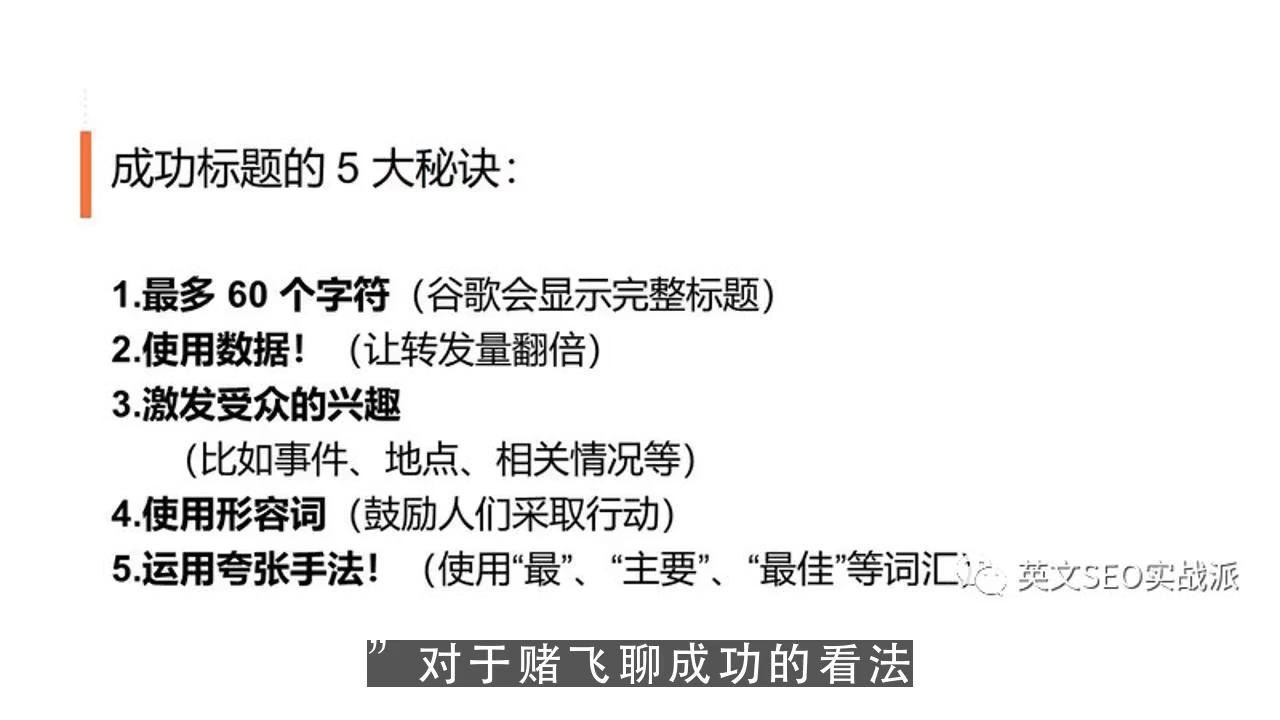 成功标题的 5 大秘诀：
1.最多 60 个字符（谷歌会显示完整标题）
2.使用数据！（让转发量翻倍）
3.激发受众的兴趣
（比如事件、地点、相关情况等）
4.使用形容词（鼓励人们采取行动）
5.运用夸张手法！（使用“最”、“主要”、“最佳”等词汇）
英文SEO实战派
” 对于赌飞聊成功的看法